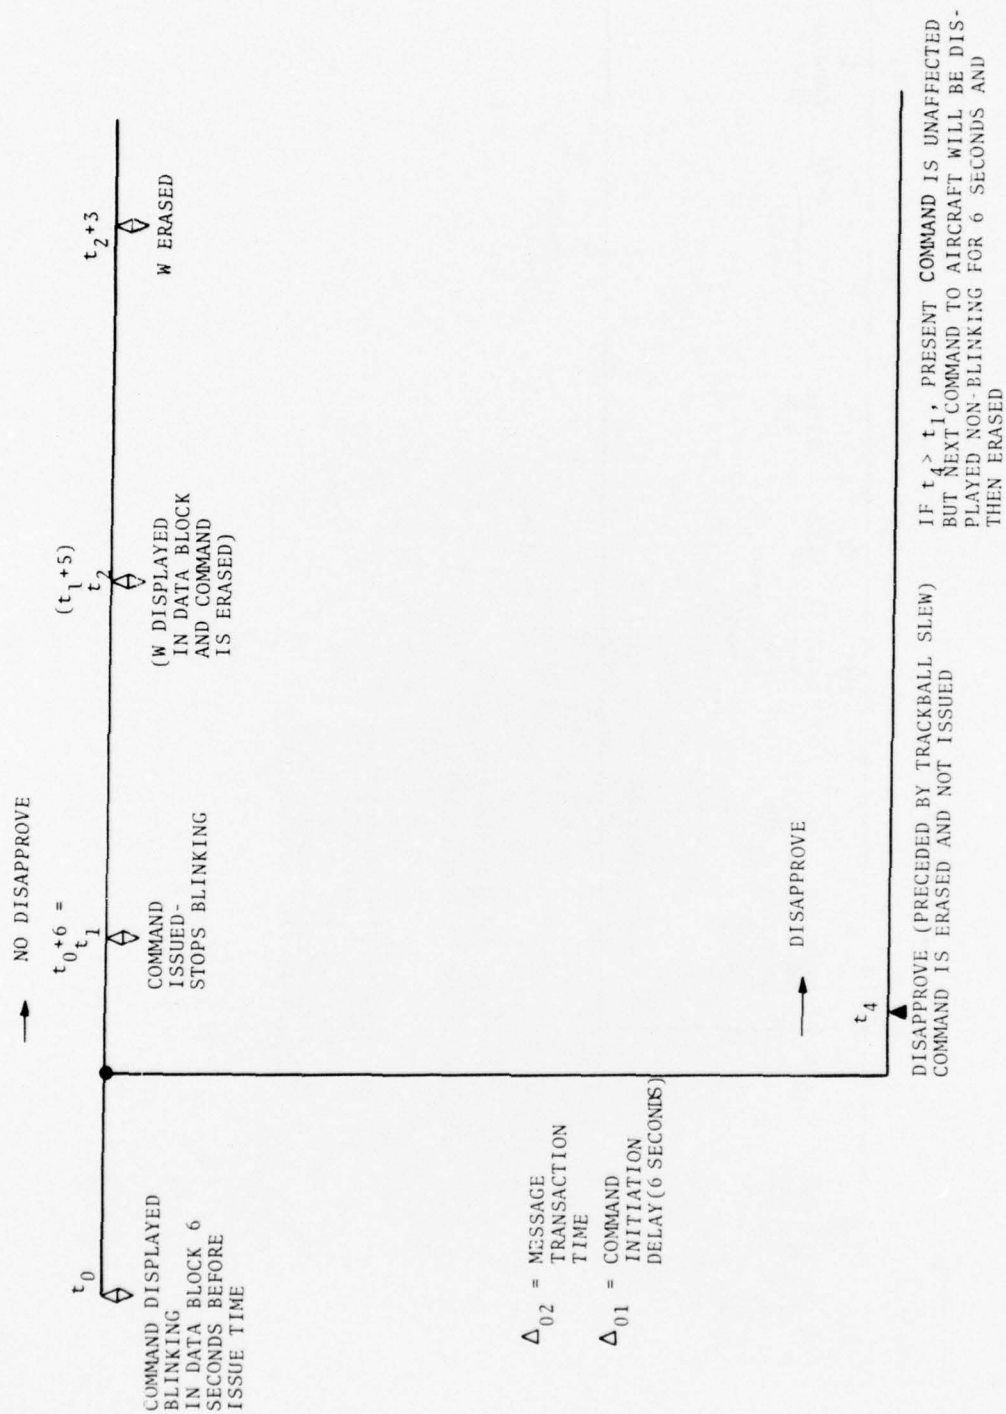 NO DISAPPROVE
t0
t0+6 =
t1
(t1+5)
t2
t2+3
COMMAND DISPLAYED
BLINKING
IN DATA BLOCK 6
SECONDS BEFORE
ISSUE TIME
COMMAND
ISSUED-
STOPS BLINKING
(W DISPLAYED
IN DATA BLOCK
AND COMMAND
IS ERASED)
W ERASED
Δ02 = MESSAGE
TRANSACTION
TIME
Δ01 = COMMAND
INITIATION
DELAY(6 SECONDS)
DISAPPROVE
t4
DISAPPROVE (PRECEDED BY TRACKBALL SLEW)
COMMAND IS ERASED AND NOT ISSUED
IF t4> t1, PRESENT COMMAND IS UNAFFECTED
BUT NEXT COMMAND TO AIRCRAFT WILL BE DIS-
PLAYED NON-BLINKING FOR 6 SECONDS AND
THEN ERASED